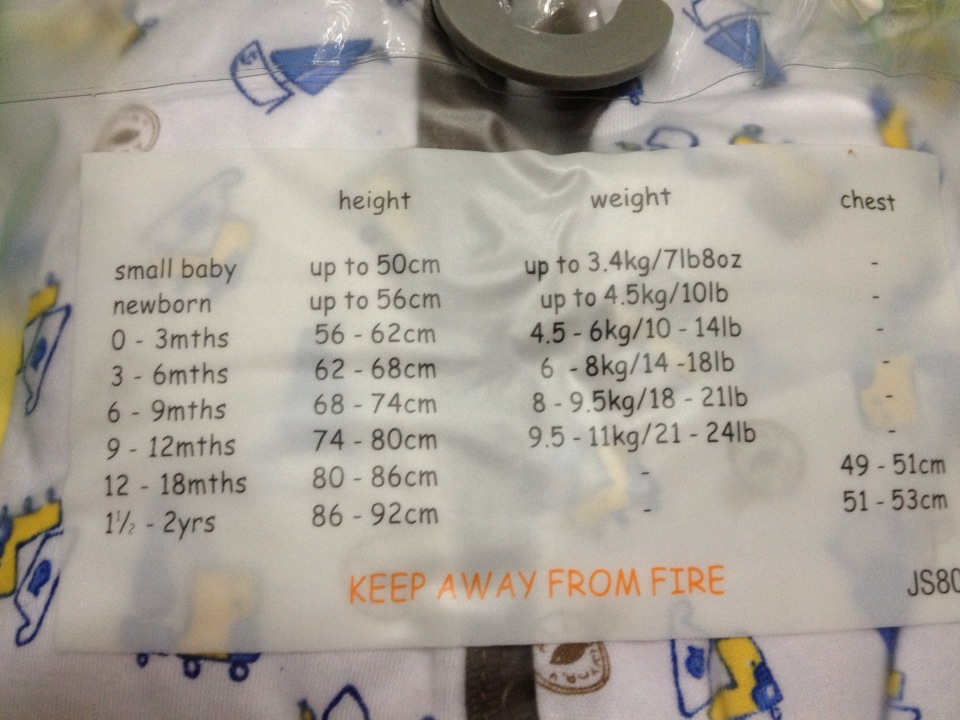 height weight chest
small baby up to 50cm up to 3.4kg/7lb8oz -
newborn up to 56cm up to 4.5kg/10lb -
0 - 3mths 56 - 62cm 4.5 - 6kg/10 - 14lb -
3 - 6mths 62 - 68cm 6 - 8kg/14 -18lb -
6 - 9mths 68 - 74cm 8 - 9.5kg/18 - 21lb -
9 - 12mths 74 - 80cm 9.5 - 11kg/21 - 24lb -
12 - 18mths 80 - 86cm - 49 - 51cm
1½ - 2yrs 86 - 92cm - 51 - 53cm
KEEP AWAY FROM FIRE
JS80